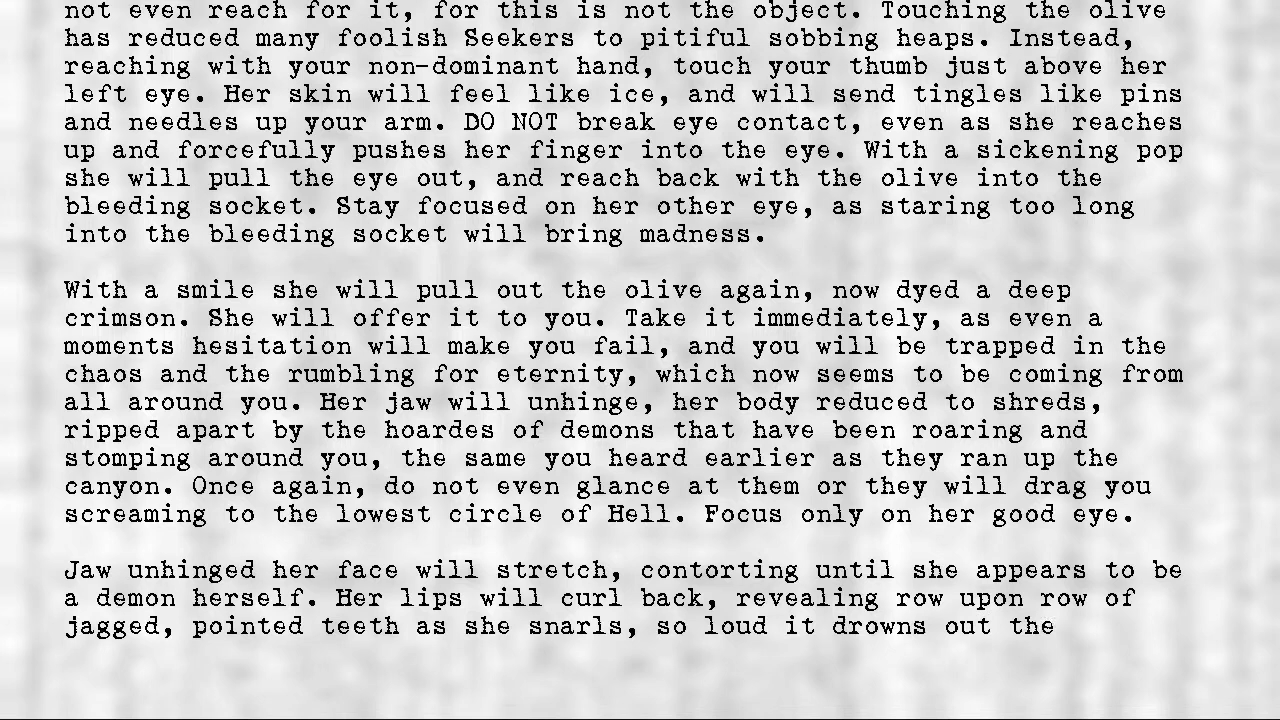 not even reach for it, for this is not the object. Touching the olive
has reduced many foolish Seekers to pitiful sobbing heaps. Instead,
reaching with your non-dominant hand, touch your thumb just above her
left eye. Her skin will feel like ice, and will send tingles like pins
and needles up your arm. DO NOT break eye contact, even as she reaches
up and forcefully pushes her finger into the eye. With a sickening pop
she will pull the eye out, and reach back with the olive into the
bleeding socket. Stay focused on her other eye, as staring too long
into the bleeding socket will bring madness.
With a smile she will pull out the olive again, now dyed a deep
crimson. She will offer it to you. Take it immediately, as even a
moments hesitation will make you fail, and you will be trapped in the
chaos and the rumbling for eternity, which now seems to be coming from
all around you. Her jaw will unhinge, her body reduced to shreds,
ripped apart by the hoardes of demons that have been roaring and
stomping around you, the same you heard earlier as they ran up the
canyon. Once again, do not even glance at them or they will drag you
screaming to the lowest circle of Hell. Focus only on her good eye.
Jaw unhinged her face will stretch, contorting until she appears to be
a demon herself. Her lips will curl back, revealing row upon row of
jagged, pointed teeth as she snarls, so loud it drowns out the